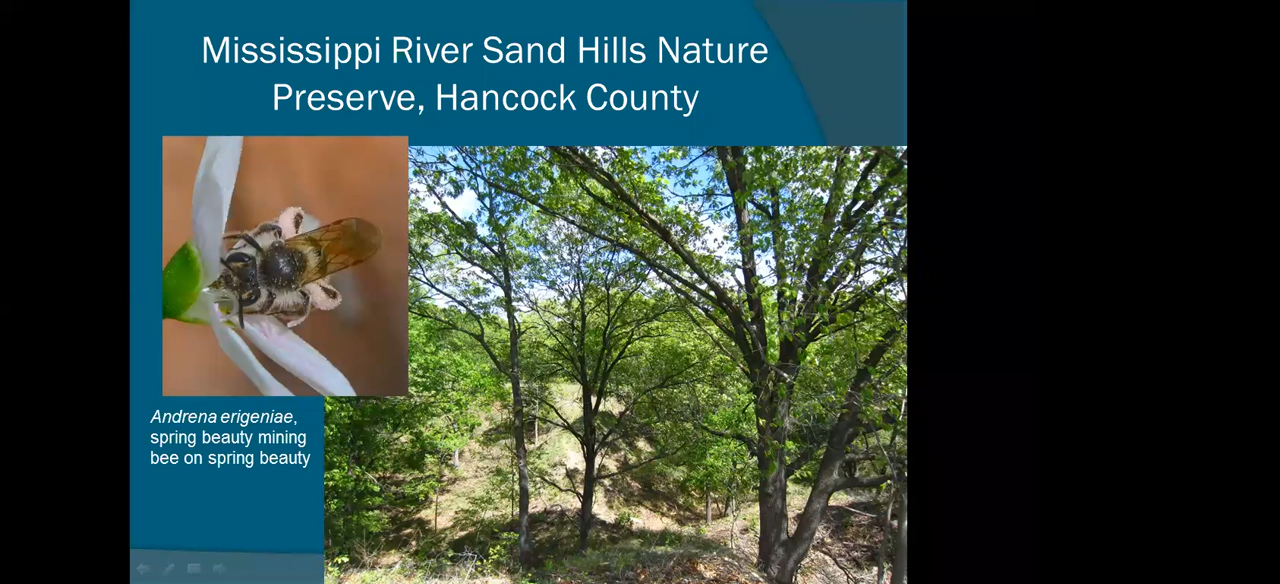 Mississippi River Sand Hills Nature
Preserve, Hancock County
Andrena erigeniae,
spring beauty mining
bee on spring beauty